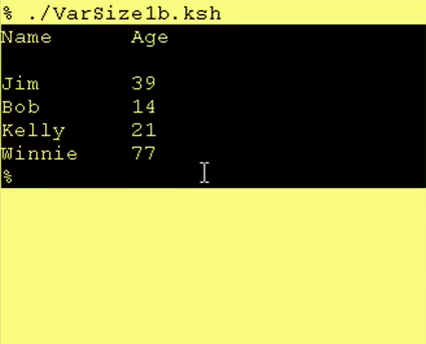 % ./VarSize1b.ksh
Name Age
Jim 39
Bob 14
Kelly 21
Winnie 77
%